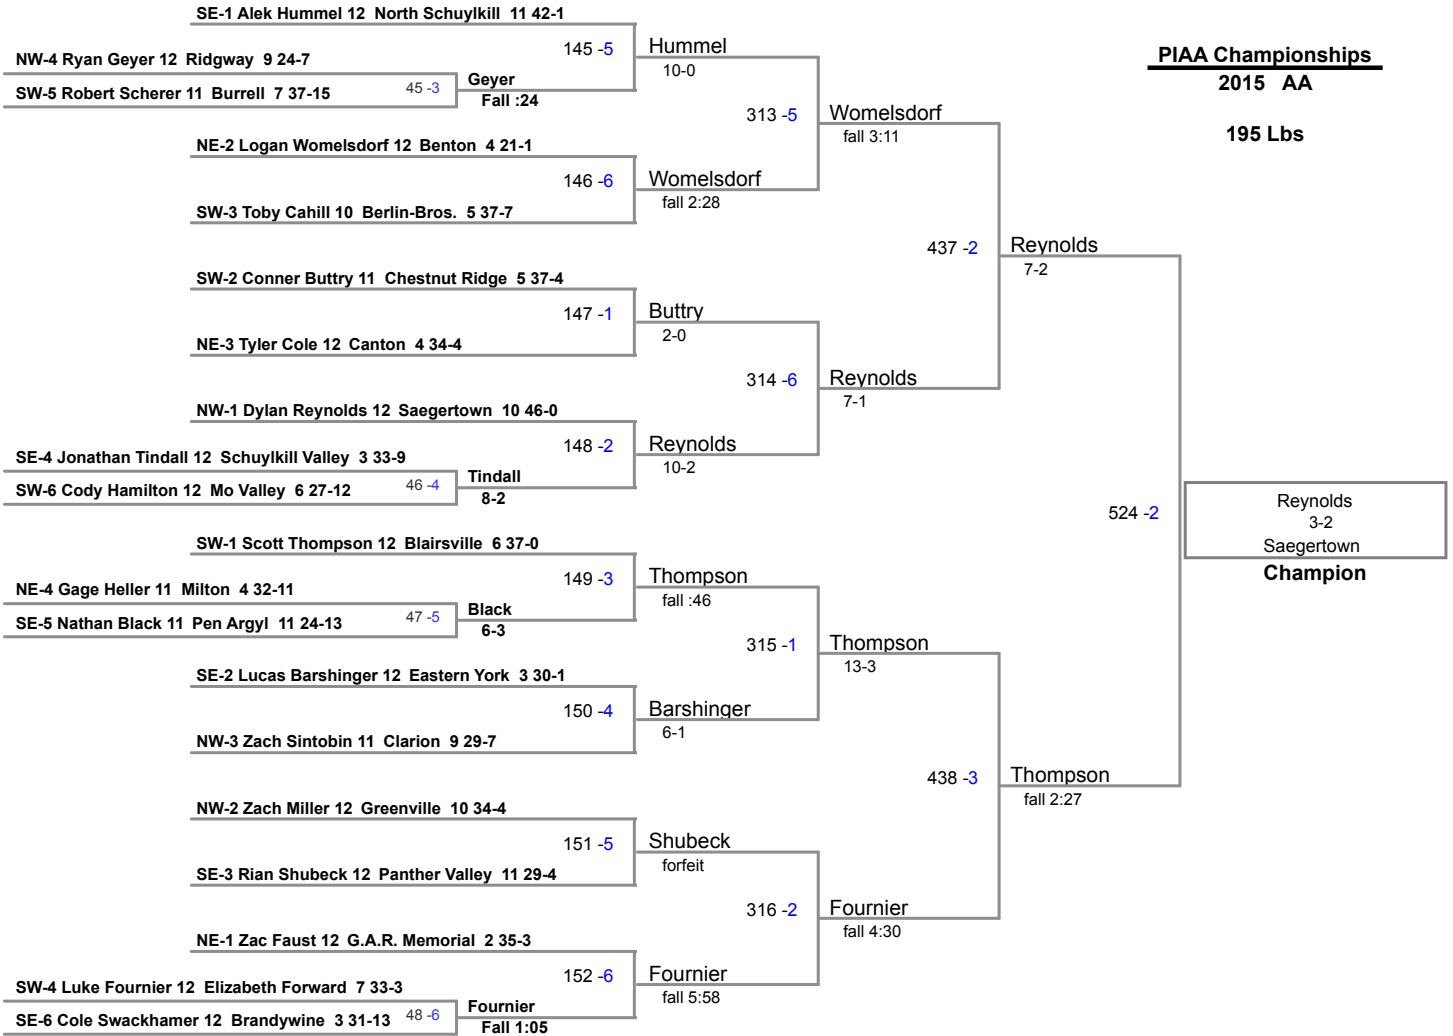 SE-1 Alek Hummel 12 North Schuylkill 11 42-1
145 -5
Hummel
10-0
NW-4 Ryan Geyer 12 Ridgway 9 24-7
SW-5 Robert Scherer 11 Burrell 7 37-15
45 -3
Geyer
Fall :24
PIAA Championships
2015 AA
195 Lbs
313 -5
Womelsdorf
fall 3:11
NE-2 Logan Womelsdorf 12 Benton 4 21-1
146 -6
Womelsdorf
fall 2:28
SW-3 Toby Cahill 10 Berlin-Bros. 5 37-7
437 -2
Reynolds
7-2
SW-2 Conner Buttry 11 Chestnut Ridge 5 37-4
147 -1
Buttry
2-0
NE-3 Tyler Cole 12 Canton 4 34-4
314 -6
Reynolds
7-1
NW-1 Dylan Reynolds 12 Saegertown 10 46-0
148 -2
Reynolds
10-2
SE-4 Jonathan Tindall 12 Schuylkill Valley 3 33-9
SW-6 Cody Hamilton 12 Mo Valley 6 27-12
46 -4
Tindall
8-2
524 -2
Reynolds
3-2
Saegertown
Champion
SW-1 Scott Thompson 12 Blairsville 6 37-0
149 -3
Thompson
fall :46
NE-4 Gage Heller 11 Milton 4 32-11
SE-5 Nathan Black 11 Pen Argyl 11 24-13
47 -5
Black
6-3
315 -1
Thompson
13-3
SE-2 Lucas Barshinger 12 Eastern York 3 30-1
150 -4
Barshinger
6-1
NW-3 Zach Sintobin 11 Clarion 9 29-7
438 -3
Thompson
fall 2:27
NW-2 Zach Miller 12 Greenville 10 34-4
151 -5
Shubeck
forfeit
SE-3 Rian Shubeck 12 Panther Valley 11 29-4
316 -2
Fournier
fall 4:30
NE-1 Zac Faust 12 G.A.R. Memorial 2 35-3
152 -6
Fournier
fall 5:58
SW-4 Luke Fournier 12 Elizabeth Forward 7 33-3
SE-6 Cole Swackhamer 12 Brandywine 3 31-13
48 -6
Fournier
Fall 1:05